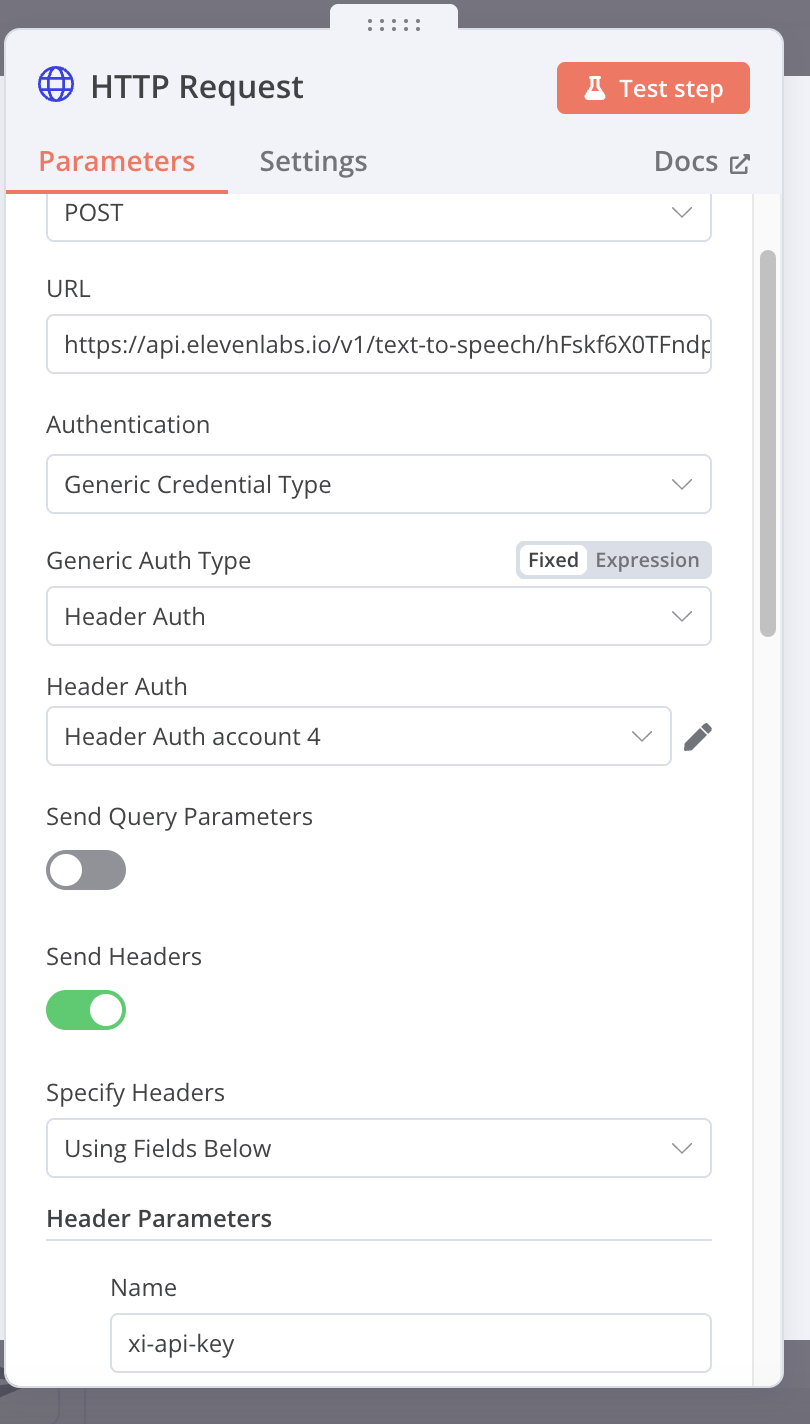 HTTP Request
Test step
Parameters
Settings
Docs
POST
URL
https://api.elevenlabs.io/v1/text-to-speech/hFskf6X0TFndp
Authentication
Generic Credential Type
Generic Auth Type
Fixed
Expression
Header Auth
Header Auth
Header Auth account 4
Send Query Parameters
Send Headers
Specify Headers
Using Fields Below
Header Parameters
Name
xi-api-key